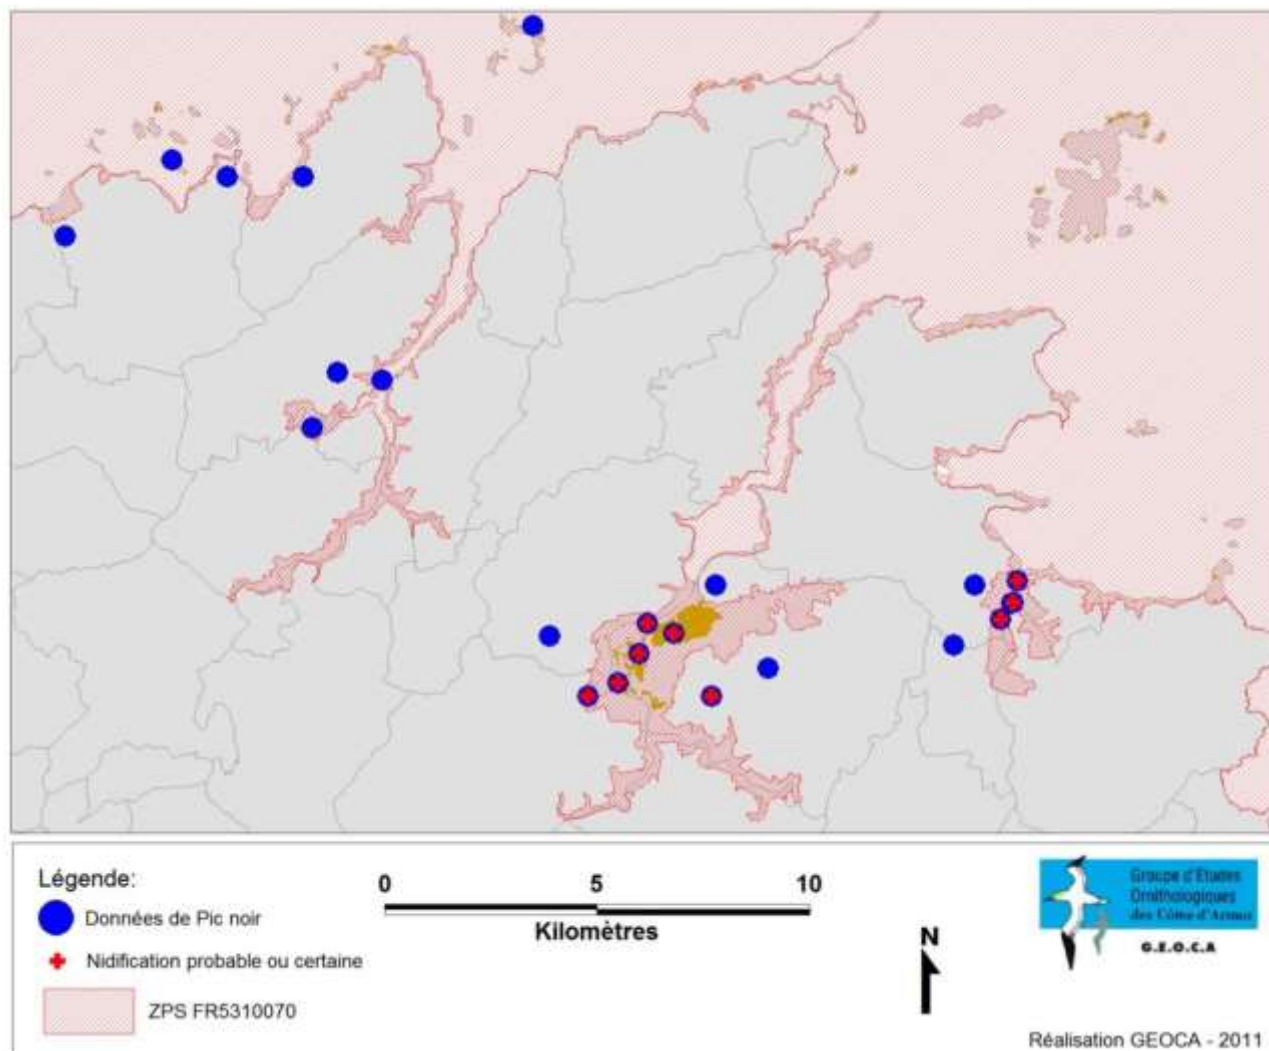 Légende:
Données de Pic noir
Nidification probable ou certaine
ZPS FR5310070
0 5 10
Kilomètres
N
Groupe d'Etudes
Ornithologiques
des Côtes d'Armor
G.E.O.C.A
Réalisation GEOCA - 2011